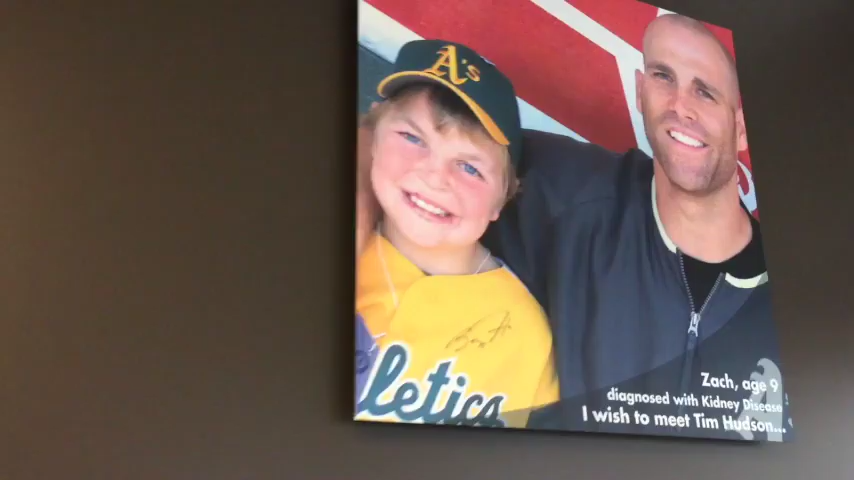 A's
letics
Zach, age 9
diagnosed with Kidney Disease
I wish to meet Tim Hudson...